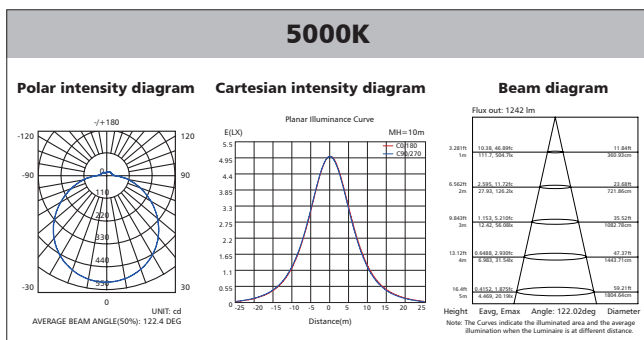 5000K
Polar intensity diagram
Cartesian intensity diagram
Beam diagram
-/+180
-120
120
-90
90
0
110
220
330
440
550
-30
30
0
UNIT: cd
AVERAGE BEAM ANGLE(50%): 122.4 DEG
Planar Illuminance Curve
E(LX)
MH=10m
C0/180
C90/270
5.5
4.95
4.4
3.85
3.3
2.75
2.2
1.65
1.1
0.55
0
-25 -20 -15 -10 -5 0 5 10 15 20 25
Distance(m)
Flux out: 1242 lm
3.281ft 10.38, 46.89fc 11.84ft
1m 111.7, 504.7lx 360.93cm
6.562ft 2.595, 11.72fc 23.68ft
2m 27.93, 126.2lx 721.86cm
9.843ft 1.153, 5.210fc 35.52ft
3m 12.42, 56.08lx 1082.78cm
13.12ft 0.6488, 2.930fc 47.37ft
4m 6.983, 31.54lx 1443.71cm
16.4ft 0.4152, 1.875fc 59.21ft
5m 4.469, 20.19lx 1804.64cm
Height Eavg, Emax Angle: 122.02deg Diameter
Note: The Curves indicate the illuminated area and the average
illumination when the Luminaire is at different distance.